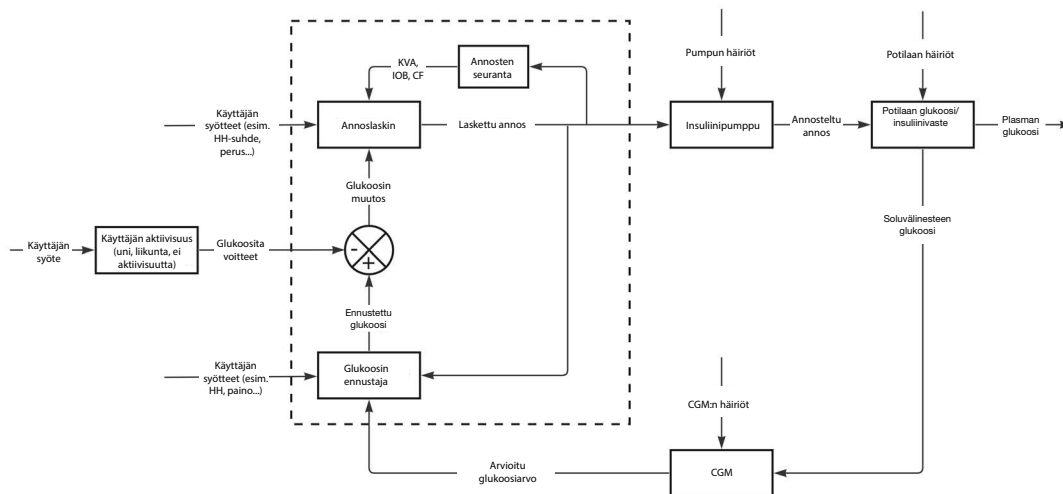 Pumpun häiriöt
Potilaan häiriöt
KVA,
IOB, CF
Annosten
seuranta
Käyttäjän
syötteet (esim.
HH-suhde,
perus...)
Annoslaskin
Laskettu annos
Insuliinipumppu
Annosteltu
annos
Potilaan glukoosi/
insuliinivaste
Plasman
glukoosi
Glukoosin
muutos
Soluvälinesteen
glukoosi
Käyttäjän
syöte
Käyttäjän aktiivisuus
(uni, liikunta, ei
aktiivisuutta)
Glukoosita
voitteet
-
+
Ennustettu
glukoosi
Käyttäjän
syötteet (esim.
HH, paino...)
Glukoosin
ennustaja
CGM:n häiriöt
Arvioitu
glukoosiarvo
CGM